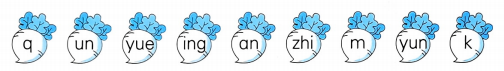 q un yue ing an zhi m yun k